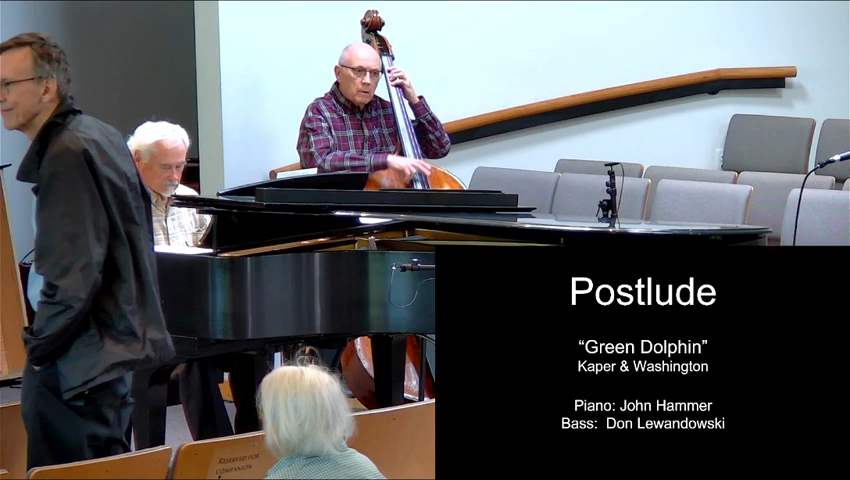 Postlude
“Green Dolphin”
Kaper & Washington
Piano: John Hammer
Bass:  Don Lewandowski
RESERVED FOR
COMPANION